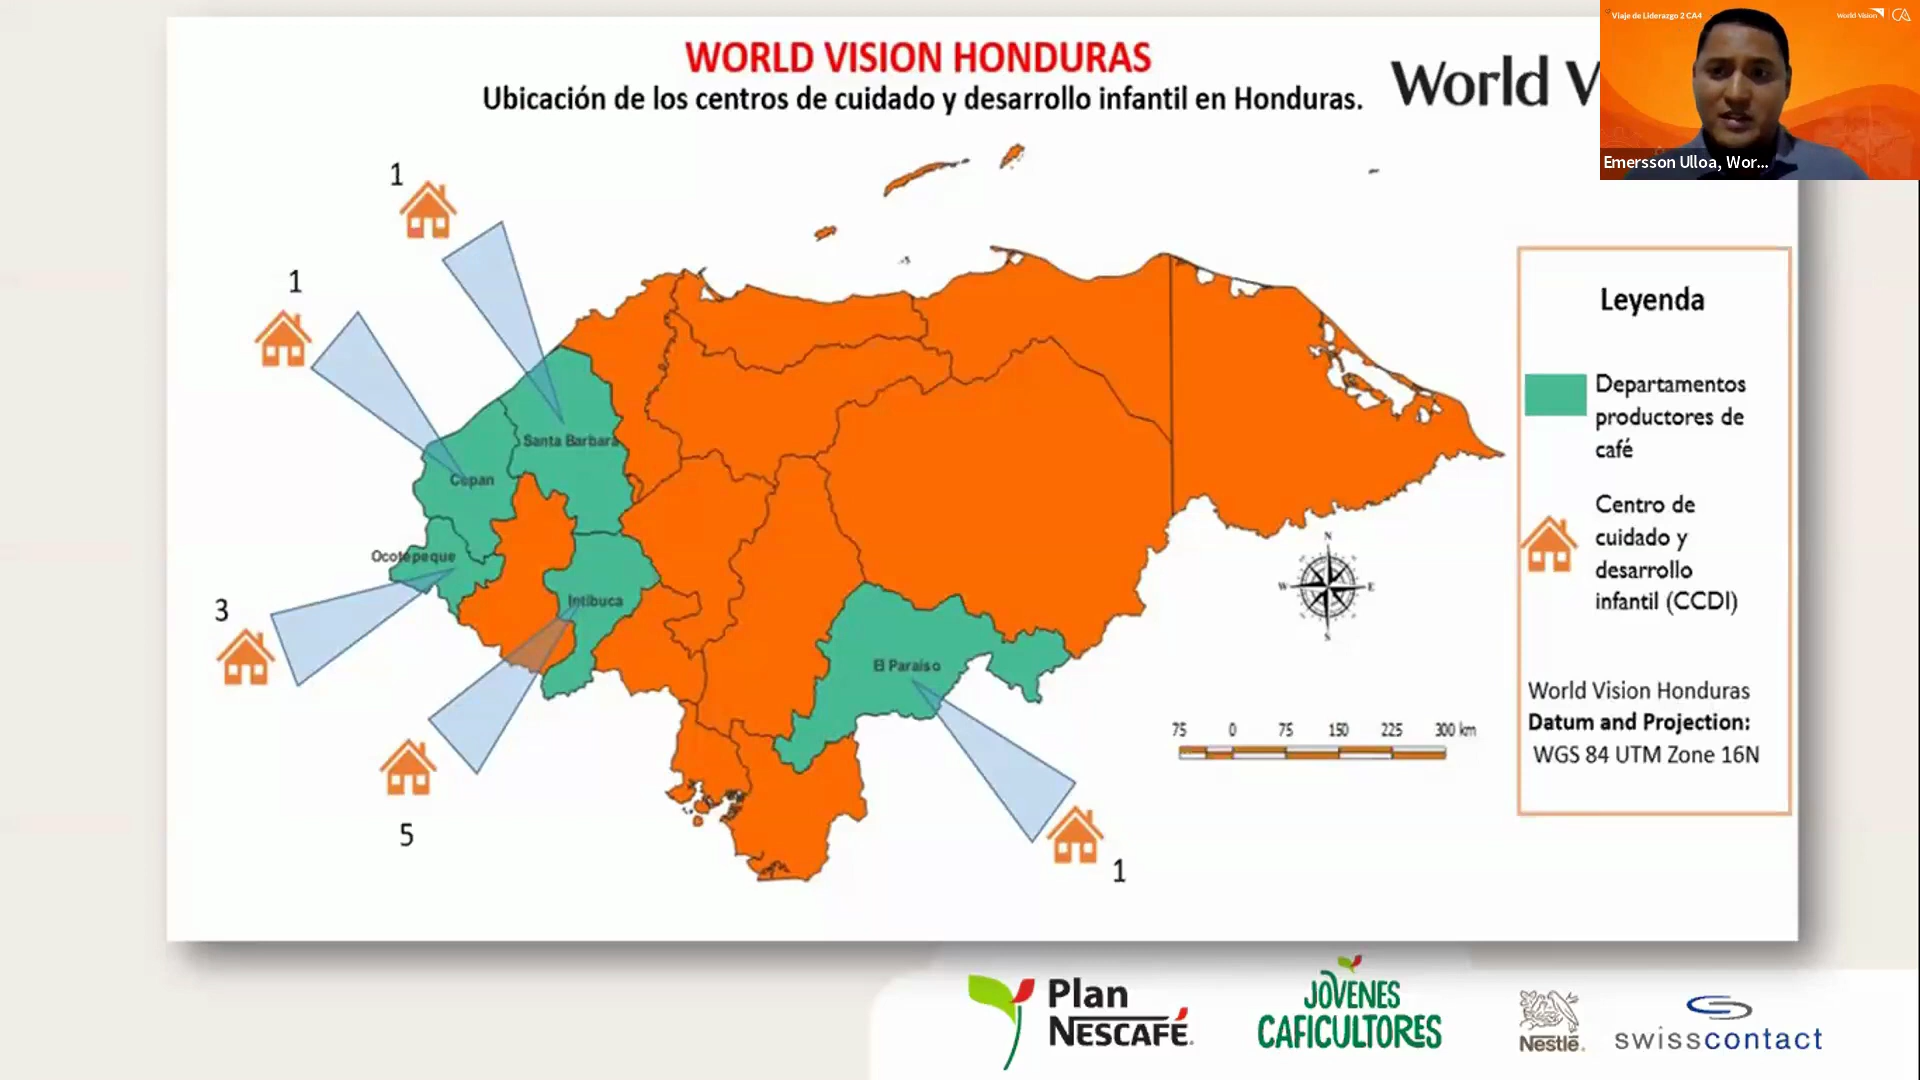 WORLD VISION HONDURAS
Ubicación de los centros de cuidado y desarrollo infantil en Honduras.
World V
Viaje de Liderazgo 2 CA4
World Vision
Emersson Ulloa, Wor...
1
1
3
5
1
Santa Barbara
Copan
Ocotepeque
Intibuca
El Paraiso
N
W
E
S
75 0 75 150 225 300 km
Leyenda
Departamentos
productores de
café
Centro de
cuidado y
desarrollo
infantil (CCDI)
World Vision Honduras
Datum and Projection:
WGS 84 UTM Zone 16N
Plan
NESCAFÉ.
JÓVENES
CAFICULTORES
Nestlé.
swisscontact